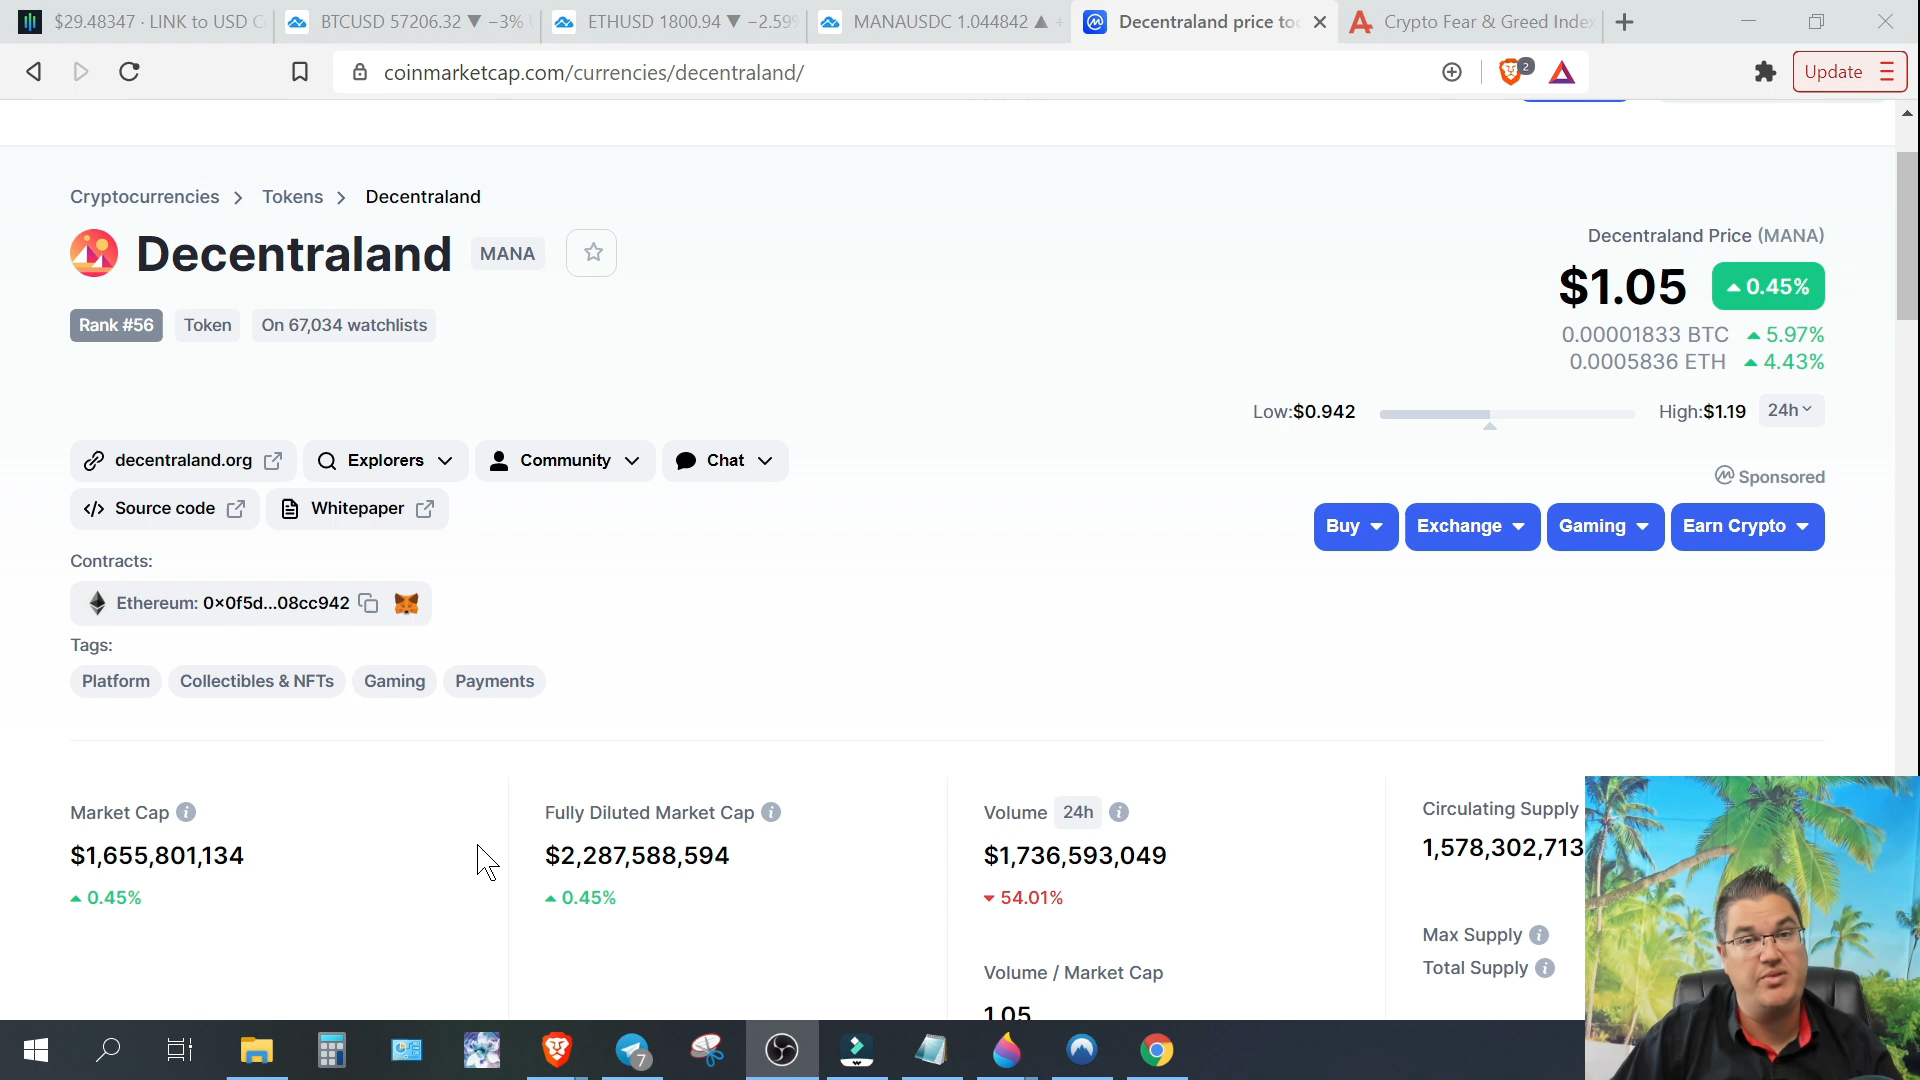 $29.48347 · LINK to USD C
BTCUSD 57206.32 ▼ −3% U
ETHUSD 1800.94 ▼ −2.59%
MANAUSDC 1.044842 ▲ +
Decentraland price to
Crypto Fear & Greed Index
coinmarketcap.com/currencies/decentraland/
2
Update
Cryptocurrencies > Tokens > Decentraland
Decentraland MANA
Rank #56 Token On 67,034 watchlists
Decentraland Price (MANA)
$1.05 0.45%
0.00001833 BTC 5.97%
0.0005836 ETH 4.43%
Low:$0.942 High:$1.19 24h
decentraland.org Explorers Community Chat
Source code Whitepaper
Sponsored
Buy Exchange Gaming Earn Crypto
Contracts:
Ethereum: 0x0f5d...08cc942
Tags:
Platform Collectibles & NFTs Gaming Payments
Market Cap
$1,655,801,134
0.45%
Fully Diluted Market Cap
$2,287,588,594
0.45%
Volume 24h
$1,736,593,049
54.01%
Volume / Market Cap
1.05
Circulating Supply
1,578,302,713
Max Supply
Total Supply
7